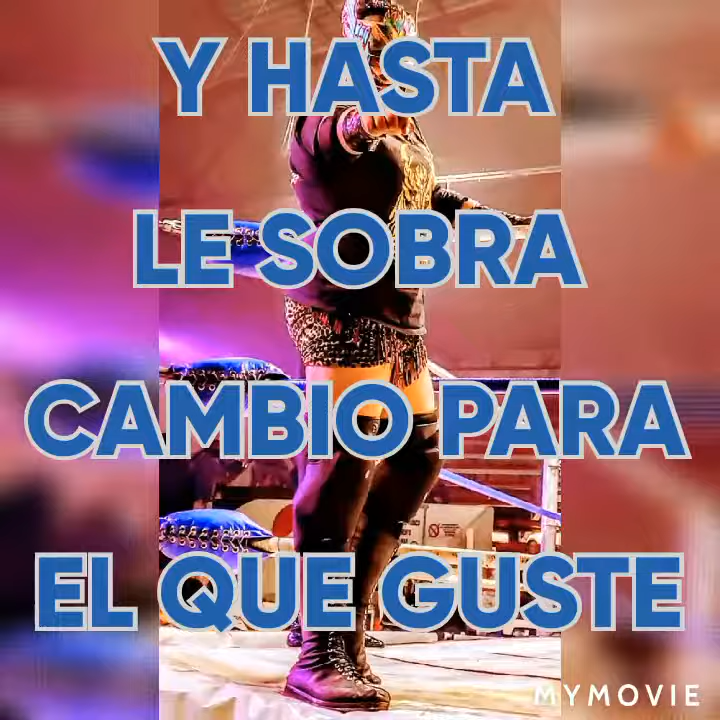 Y HASTA
LE SOBRA
CAMBIO PARA
EL QUE GUSTE
MYMOVIE